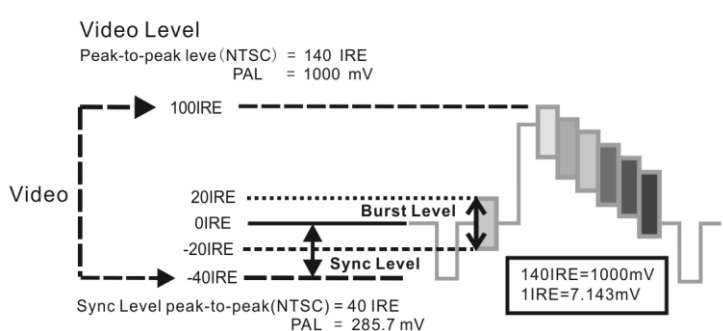 Video Level
Peak-to-peak leve(NTSC) = 140 IRE
PAL = 1000 mV
100IRE
Video
20IRE
Burst Level
0IRE
-20IRE
Sync Level
-40IRE
140IRE=1000mV
1IRE=7.143mV
Sync Level peak-to-peak(NTSC)=40 IRE
PAL = 285.7 mV